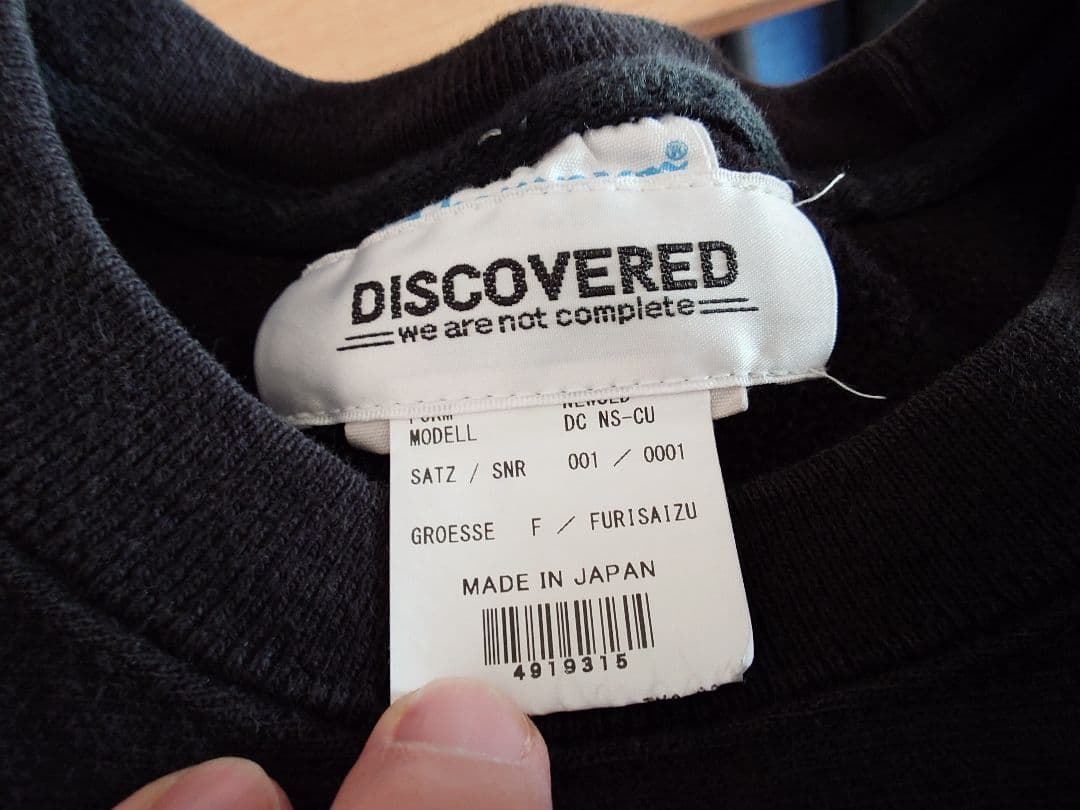 DISCOVERED
we are not complete
MODELL DC NS-CU
SATZ / SNR 001 / 0001
GROESSE F / FURISAIZU
MADE IN JAPAN
4919315